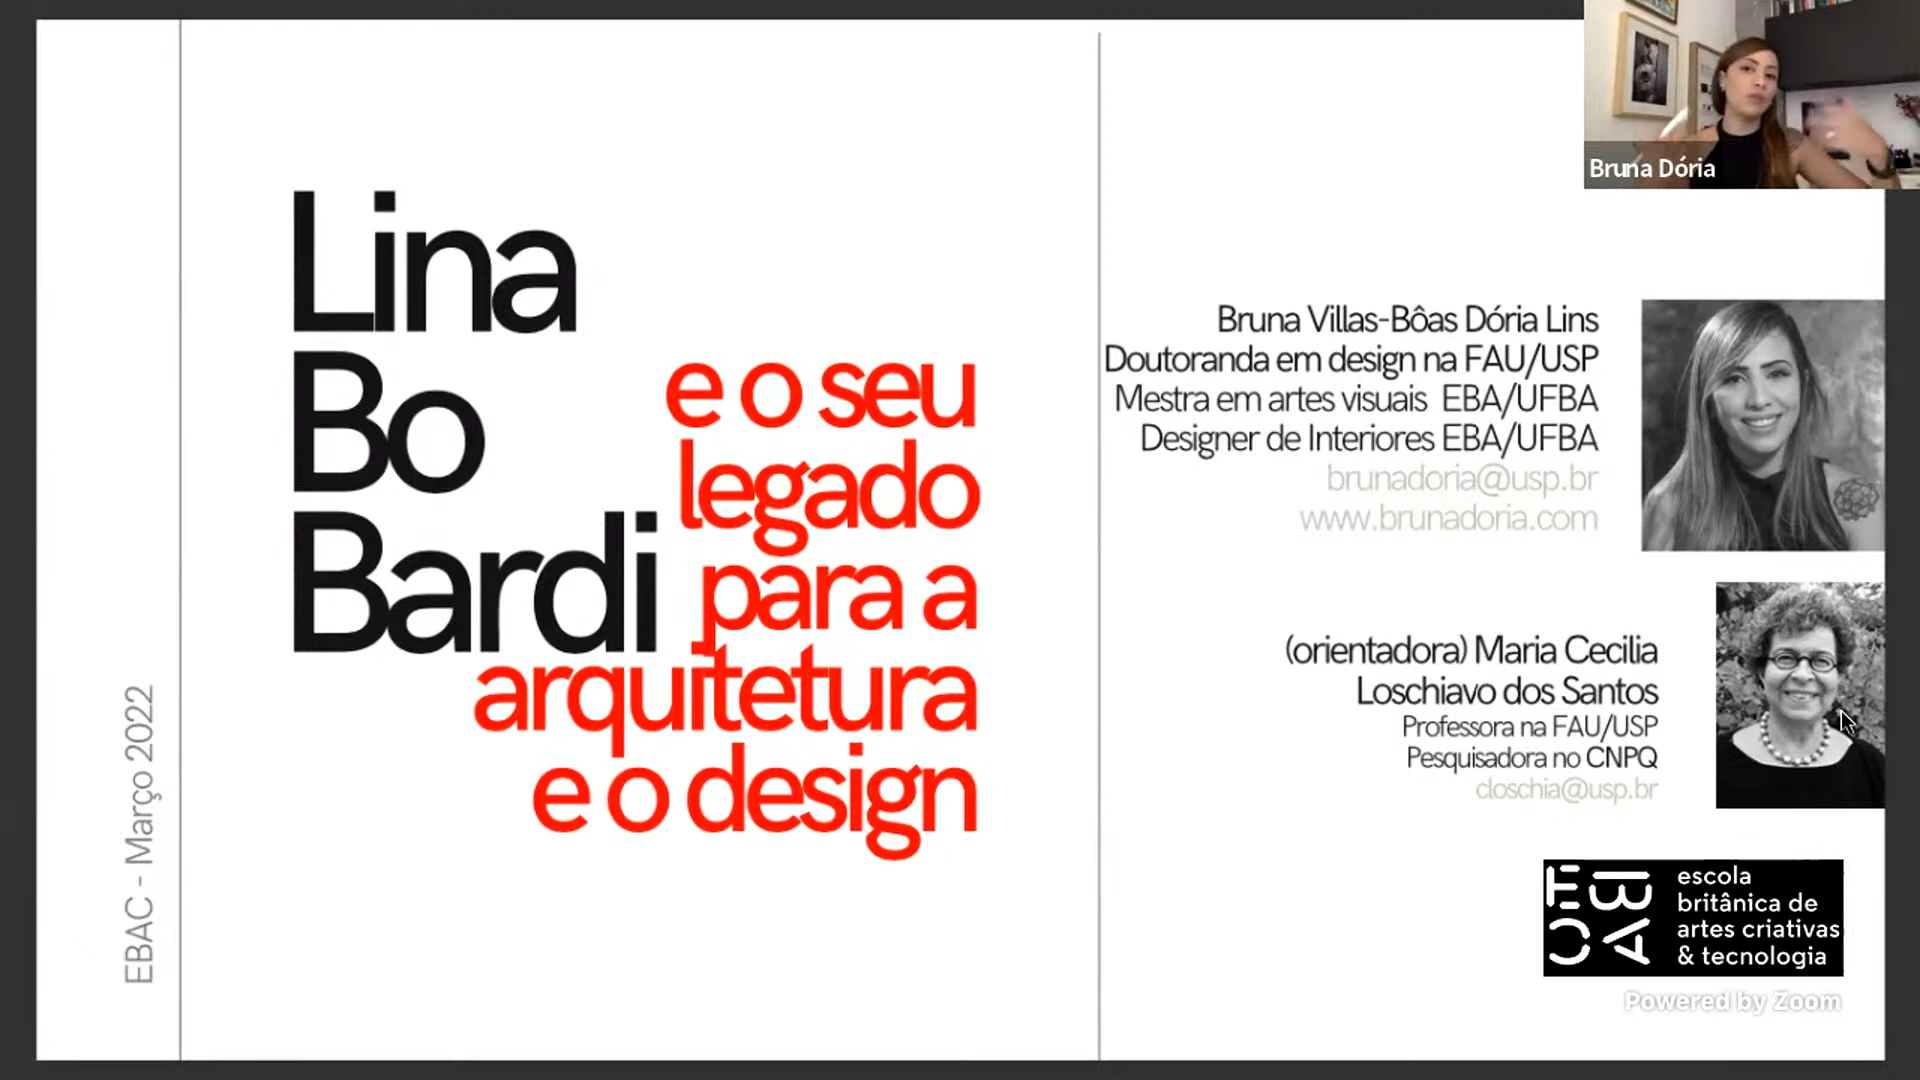 EBAC - Março 2022
Lina
Bo
Bardi
e o seu
legado
para a
arquitetura
e o design
Bruna Dória
Bruna Villas-Bôas Dória Lins
Doutoranda em design na FAU/USP
Mestra em artes visuais EBA/UFBA
Designer de Interiores EBA/UFBA
brunadoria@usp.br
www.brunadoria.com
(orientadora) Maria Cecilia
Loschiavo dos Santos
Professora na FAU/USP
Pesquisadora no CNPQ
closchia@usp.br
EBAC
escola
britânica de
artes criativas
& tecnologia
Powered by Zoom